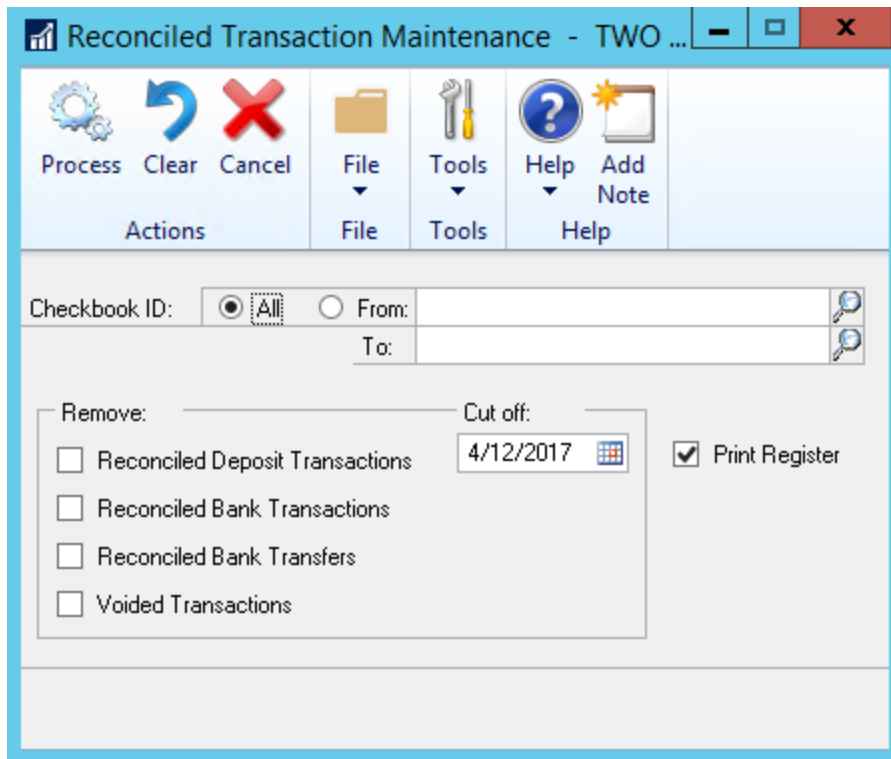 Reconciled Transaction Maintenance - TWO ...
Process Clear Cancel File Tools Help Add Note
Actions File Tools Help
Checkbook ID: All From:
To:
Remove: Cut off:
Reconciled Deposit Transactions 4/12/2017 Print Register
Reconciled Bank Transactions
Reconciled Bank Transfers
Voided Transactions